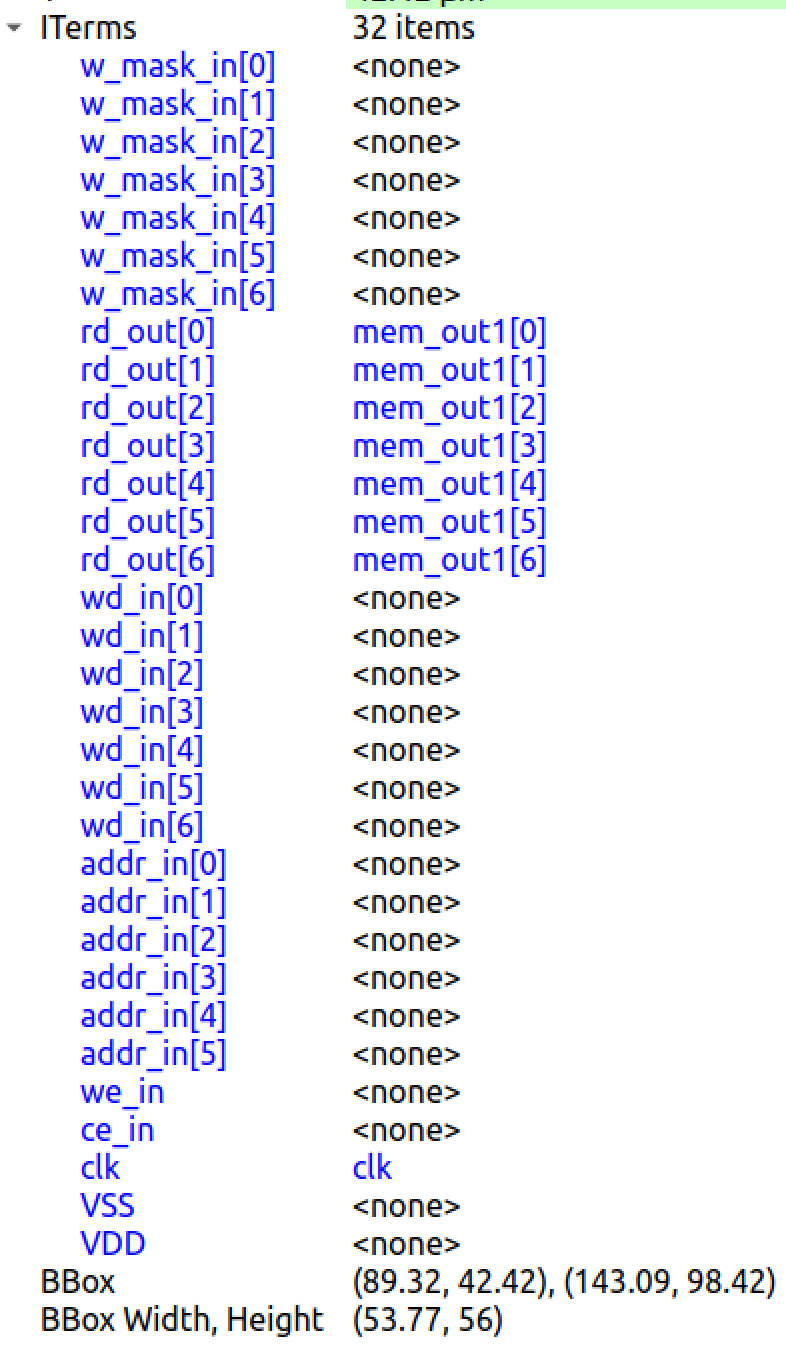 ITerms 32 items
w_mask_in[0] <none>
w_mask_in[1] <none>
w_mask_in[2] <none>
w_mask_in[3] <none>
w_mask_in[4] <none>
w_mask_in[5] <none>
w_mask_in[6] <none>
rd_out[0] mem_out1[0]
rd_out[1] mem_out1[1]
rd_out[2] mem_out1[2]
rd_out[3] mem_out1[3]
rd_out[4] mem_out1[4]
rd_out[5] mem_out1[5]
rd_out[6] mem_out1[6]
wd_in[0] <none>
wd_in[1] <none>
wd_in[2] <none>
wd_in[3] <none>
wd_in[4] <none>
wd_in[5] <none>
wd_in[6] <none>
addr_in[0] <none>
addr_in[1] <none>
addr_in[2] <none>
addr_in[3] <none>
addr_in[4] <none>
addr_in[5] <none>
we_in <none>
ce_in <none>
clk clk
VSS <none>
VDD <none>
BBox (89.32, 42.42), (143.09, 98.42)
BBox Width, Height (53.77, 56)